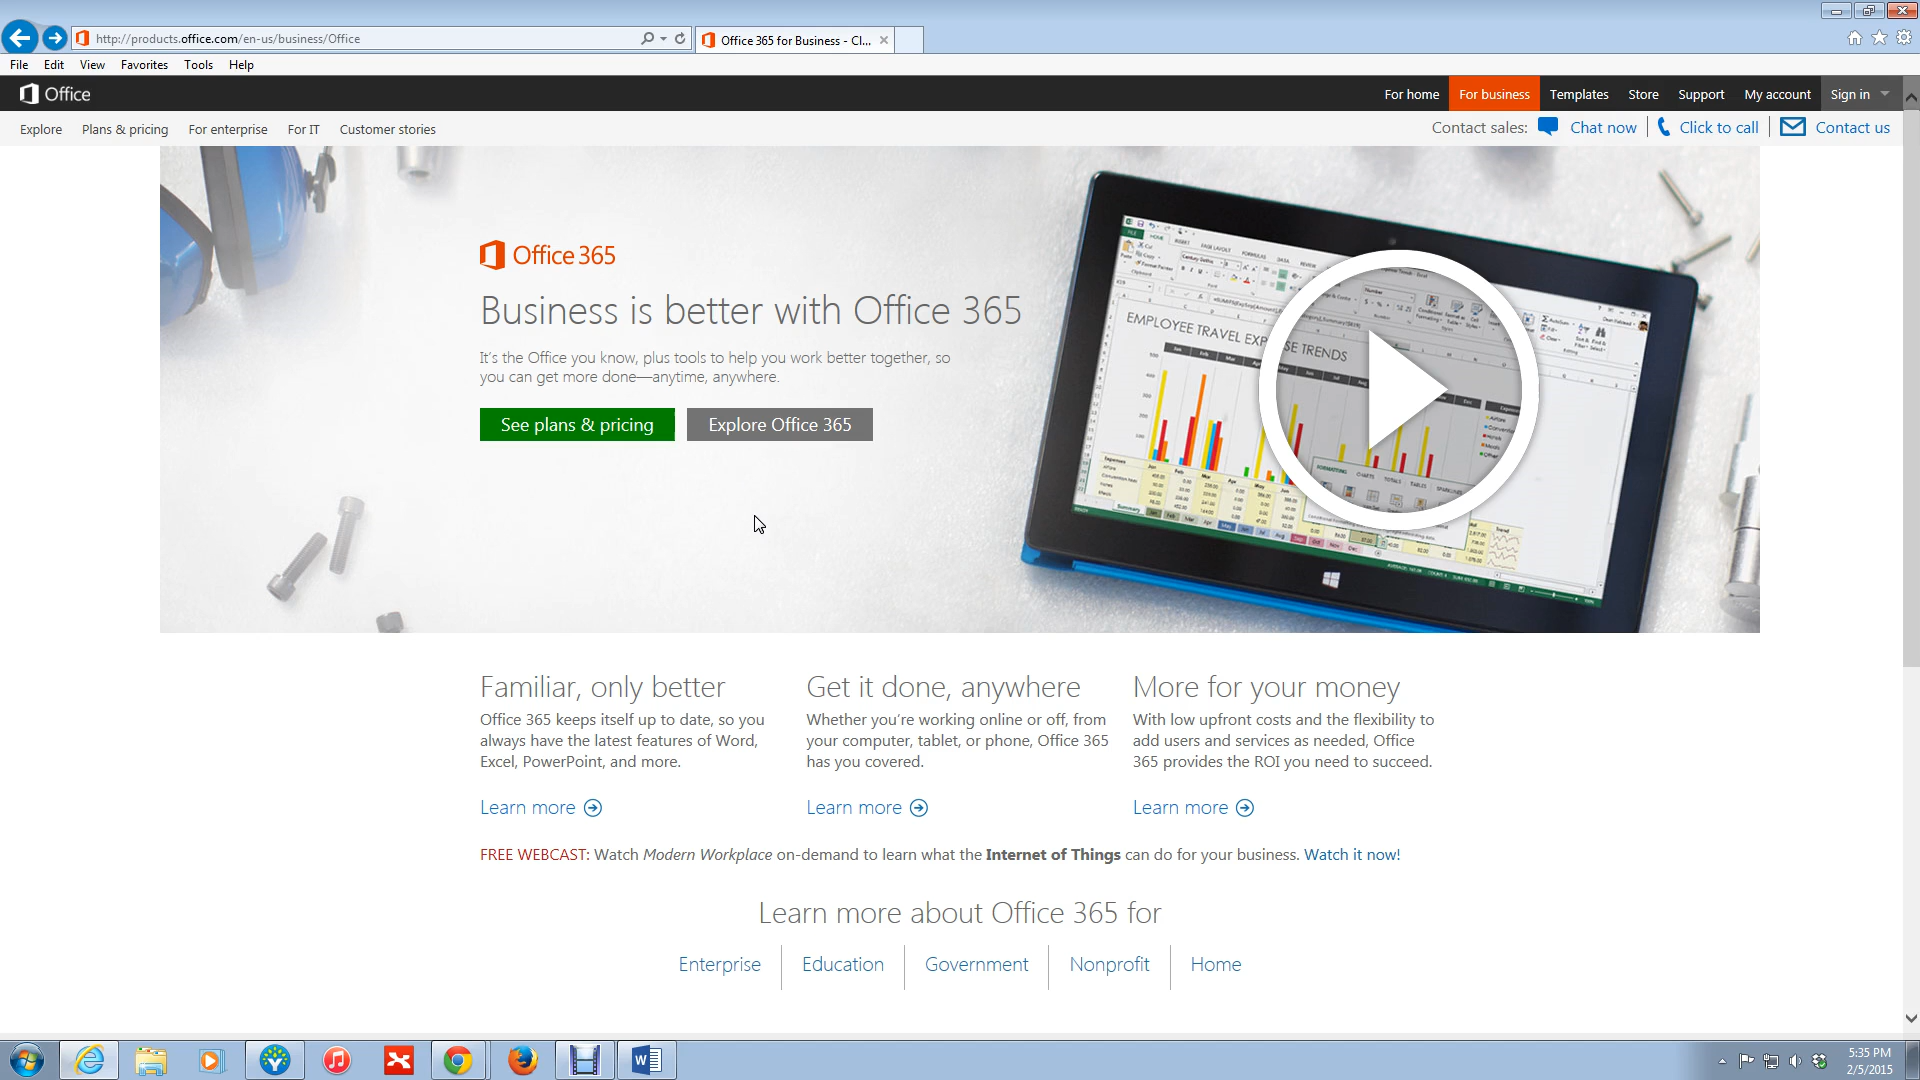 http://products.office.com/en-us/business/Office
Office 365 for Business - Cl...
File Edit View Favorites Tools Help
Office
For home For business Templates Store Support My account Sign in
Explore Plans & pricing For enterprise For IT Customer stories
Contact sales: Chat now Click to call Contact us
Office 365
Business is better with Office 365
It's the Office you know, plus tools to help you work better together, so
you can get more done—anytime, anywhere.
See plans & pricing Explore Office 365
EMPLOYEE TRAVEL EXPENSE TRENDS
Familiar, only better
Office 365 keeps itself up to date, so you
always have the latest features of Word,
Excel, PowerPoint, and more.
Learn more
Get it done, anywhere
Whether you're working online or off, from
your computer, tablet, or phone, Office 365
has you covered.
Learn more
More for your money
With low upfront costs and the flexibility to
add users and services as needed, Office
365 provides the ROI you need to succeed.
Learn more
FREE WEBCAST: Watch Modern Workplace on-demand to learn what the Internet of Things can do for your business. Watch it now!
Learn more about Office 365 for
Enterprise Education Government Nonprofit Home
5:35 PM
2/5/2015